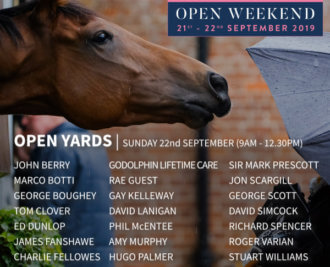 OPEN WEEKEND
21ST - 22ND SEPTEMBER 2019
OPEN YARDS | SUNDAY 22nd SEPTEMBER (9AM - 12.30PM)
JOHN BERRY GODOLPHIN LIFETIME CARE SIR MARK PRESCOTT
MARCO BOTTI RAE GUEST JON SCARGILL
GEORGE BOUGHEY GAY KELLEWAY GEORGE SCOTT
TOM CLOVER DAVID LANIGAN DAVID SIMCOCK
ED DUNLOP PHIL McENTEE RICHARD SPENCER
JAMES FANSHAWE AMY MURPHY ROGER VARIAN
CHARLIE FELLOWES HUGO PALMER STUART WILLIAMS